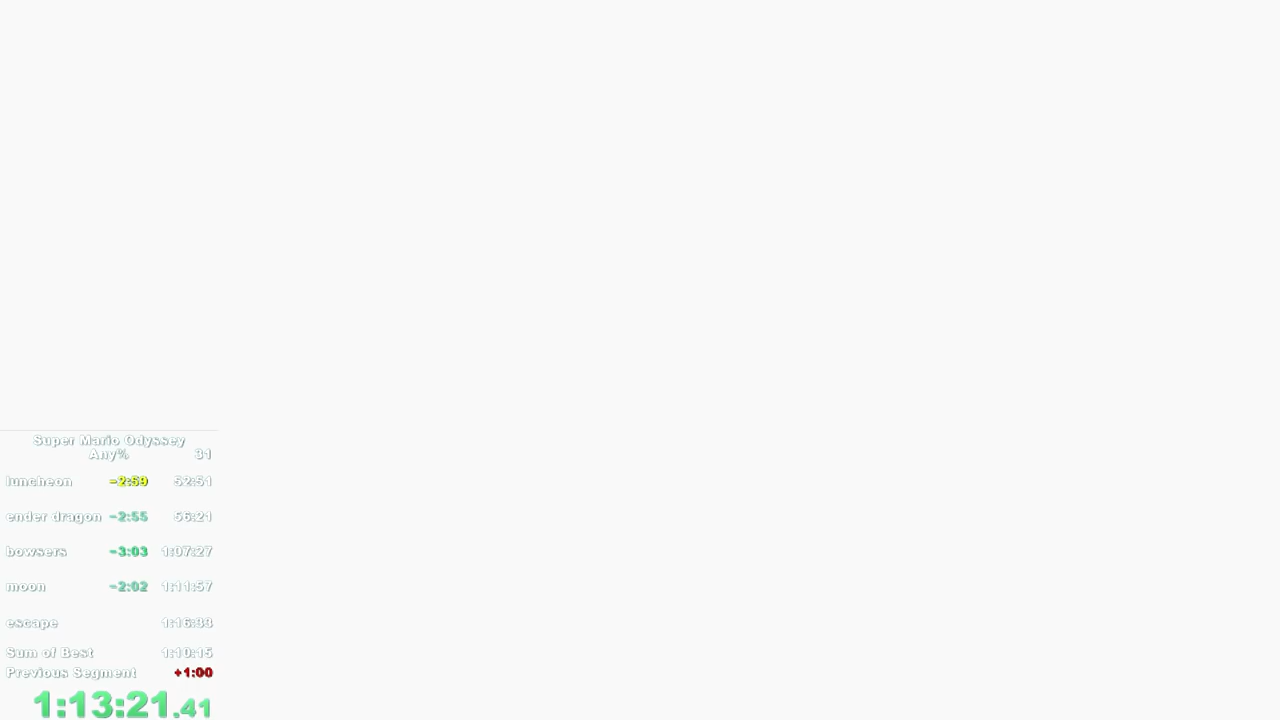 Super Mario Odyssey
Any% 31
luncheon -2:59 52:51
ender dragon -2:55 56:21
bowsers -3:03 1:07:27
moon -2:02 1:11:57
escape 1:16:33
Sum of Best 1:10:15
Previous Segment +1:00
1:13:21.41